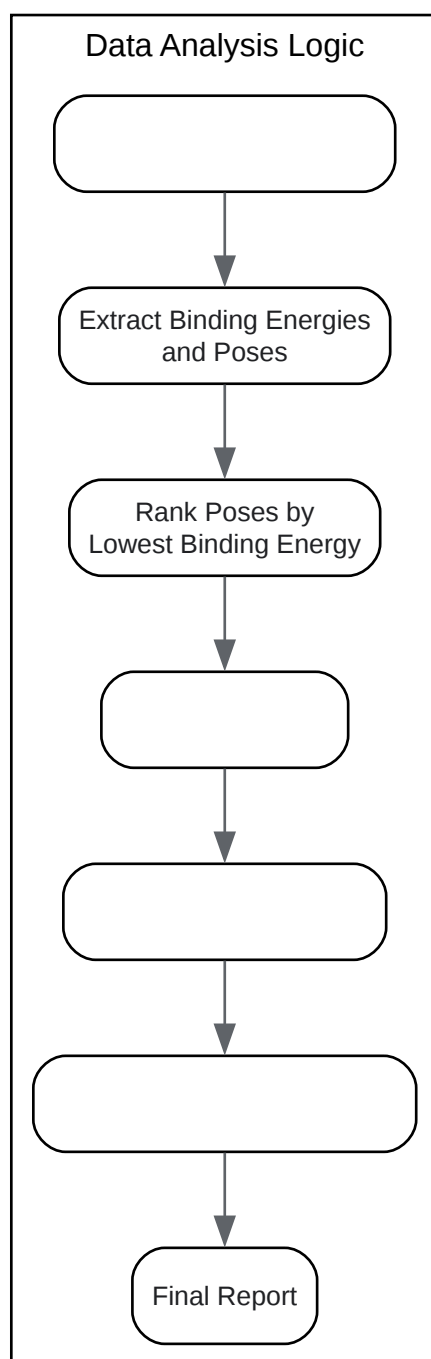 Data Analysis Logic
Extract Binding Energies
and Poses
Rank Poses by
Lowest Binding Energy
Final Report